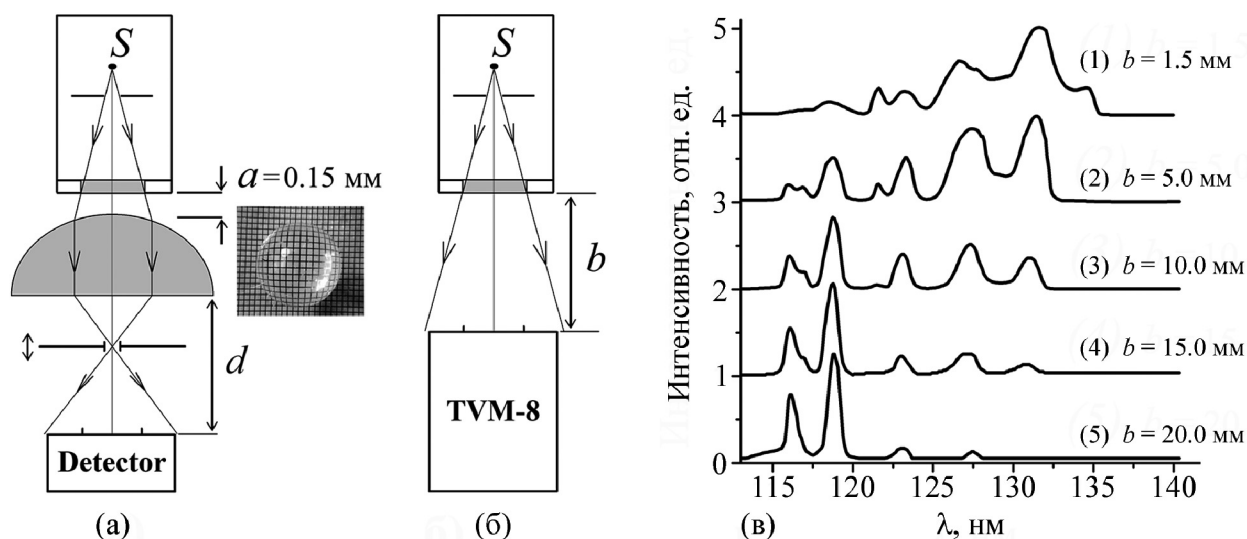 S
a = 0.15 мм
d
Detector
(а)
S
b
TVM-8
(б)
Интенсивность, отн. ед.
5
4
3
2
1
0
(1) b = 1.5 мм
(2) b = 5.0 мм
(3) b = 10.0 мм
(4) b = 15.0 мм
(5) b = 20.0 мм
115 120 125 130 135 140
(в)
λ, нм